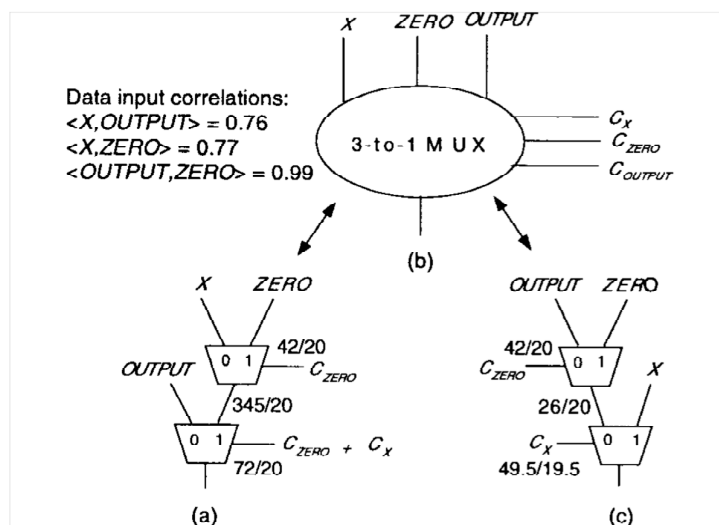 X ZERO OUTPUT
Data input correlations:
<X,OUTPUT> = 0.76
<X,ZERO> = 0.77
<OUTPUT,ZERO> = 0.99
3-to-1 M UX
C_X
C_ZERO
C_OUTPUT
(b)
X ZERO
0 1
42/20
C_ZERO
OUTPUT
345/20
0 1
C_ZERO + C_X
72/20
(a)
OUTPUT ZERO
42/20
0 1
C_ZERO
X
26/20
C_X
0 1
49.5/19.5
(c)